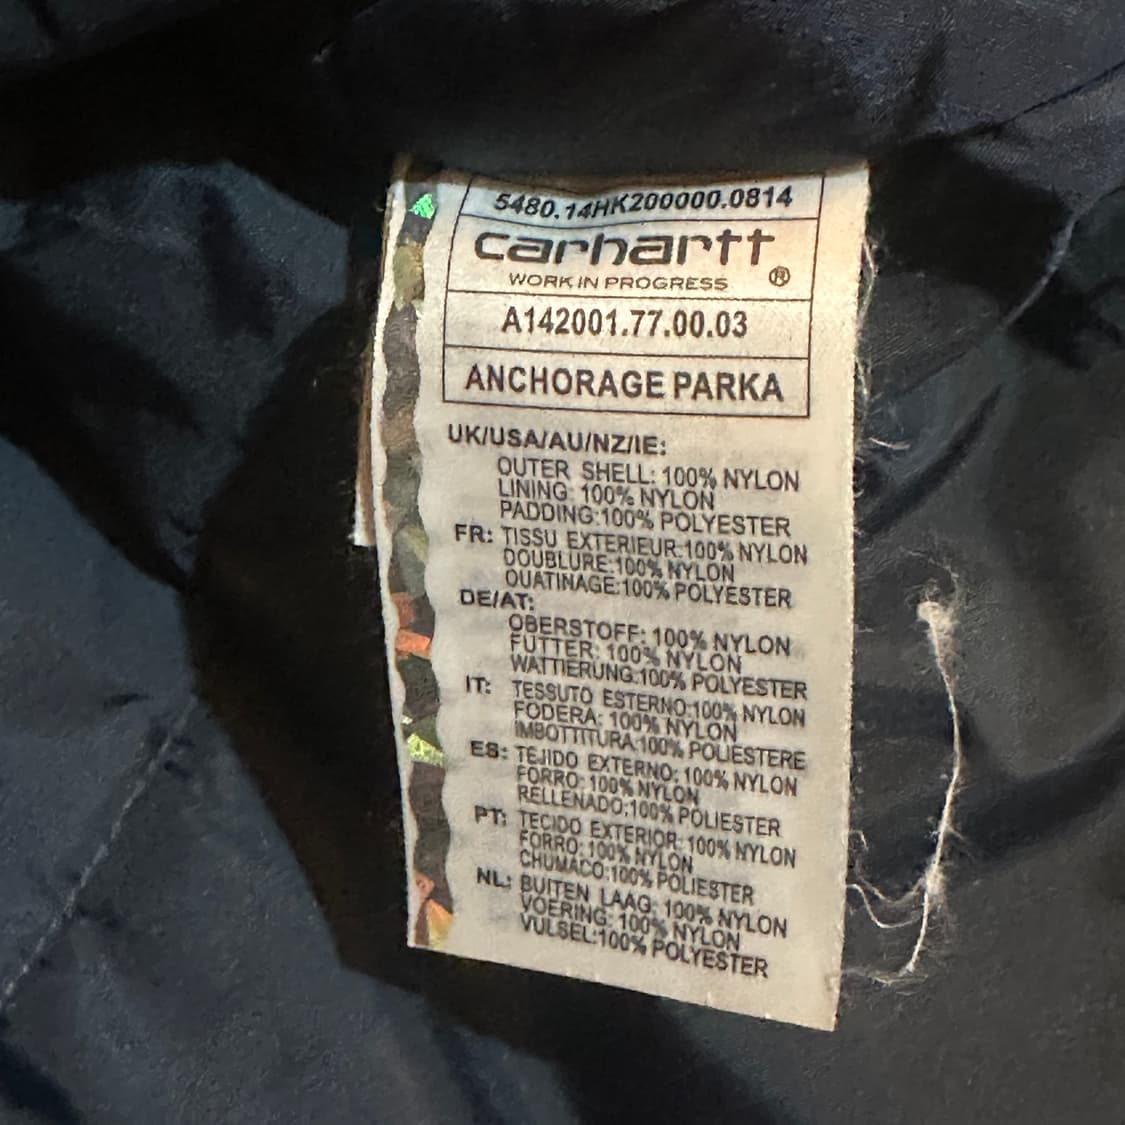 5480.14HK200000.0814
carhartt
WORK IN PROGRESS ®
A142001.77.00.03
ANCHORAGE PARKA
UK/USA/AU/NZ/IE:
OUTER SHELL: 100% NYLON
LINING: 100% NYLON
PADDING:100% POLYESTER
FR: TISSU EXTERIEUR:100% NYLON
DOUBLURE:100% NYLON
OUATINAGE:100% POLYESTER
DE/AT:
OBERSTOFF: 100% NYLON
FUTTER: 100% NYLON
WATTIERUNG:100% POLYESTER
IT: TESSUTO ESTERNO:100% NYLON
FODERA: 100% NYLON
IMBOTTITURA:100% POLIESTERE
ES: TEJIDO EXTERNO: 100% NYLON
FORRO: 100% NYLON
RELLENADO:100% POLIESTER
PT: TECIDO EXTERIOR: 100% NYLON
FORRO: 100% NYLON
CHUMACO:100% POLIESTER
NL: BUITEN LAAG: 100% NYLON
VOERING: 100% NYLON
VULSEL:100% POLYESTER